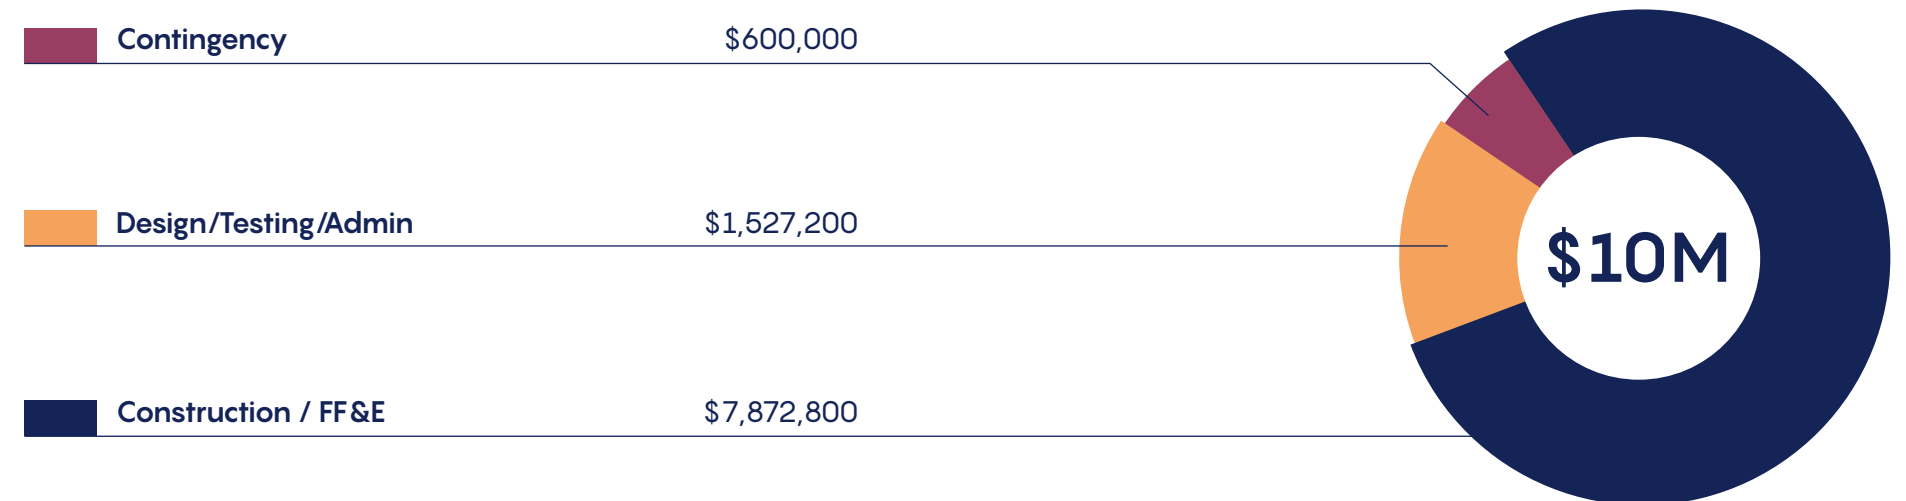 Contingency $600,000
Design/Testing/Admin $1,527,200
$10M
Construction / FF&E $7,872,800